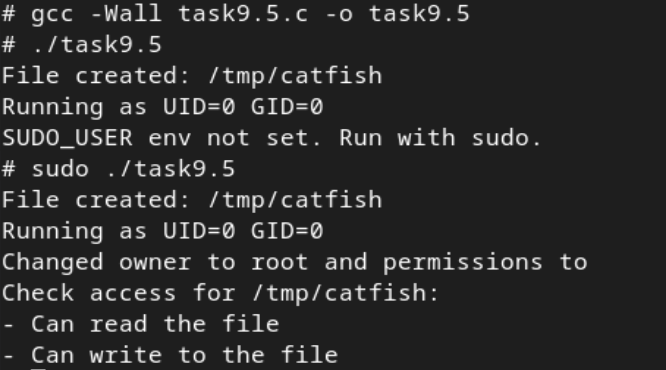 # gcc -Wall task9.5.c -o task9.5
# ./task9.5
File created: /tmp/catfish
Running as UID=0 GID=0
SUDO_USER env not set. Run with sudo.
# sudo ./task9.5
File created: /tmp/catfish
Running as UID=0 GID=0
Changed owner to root and permissions to
Check access for /tmp/catfish:
- Can read the file
- Can write to the file